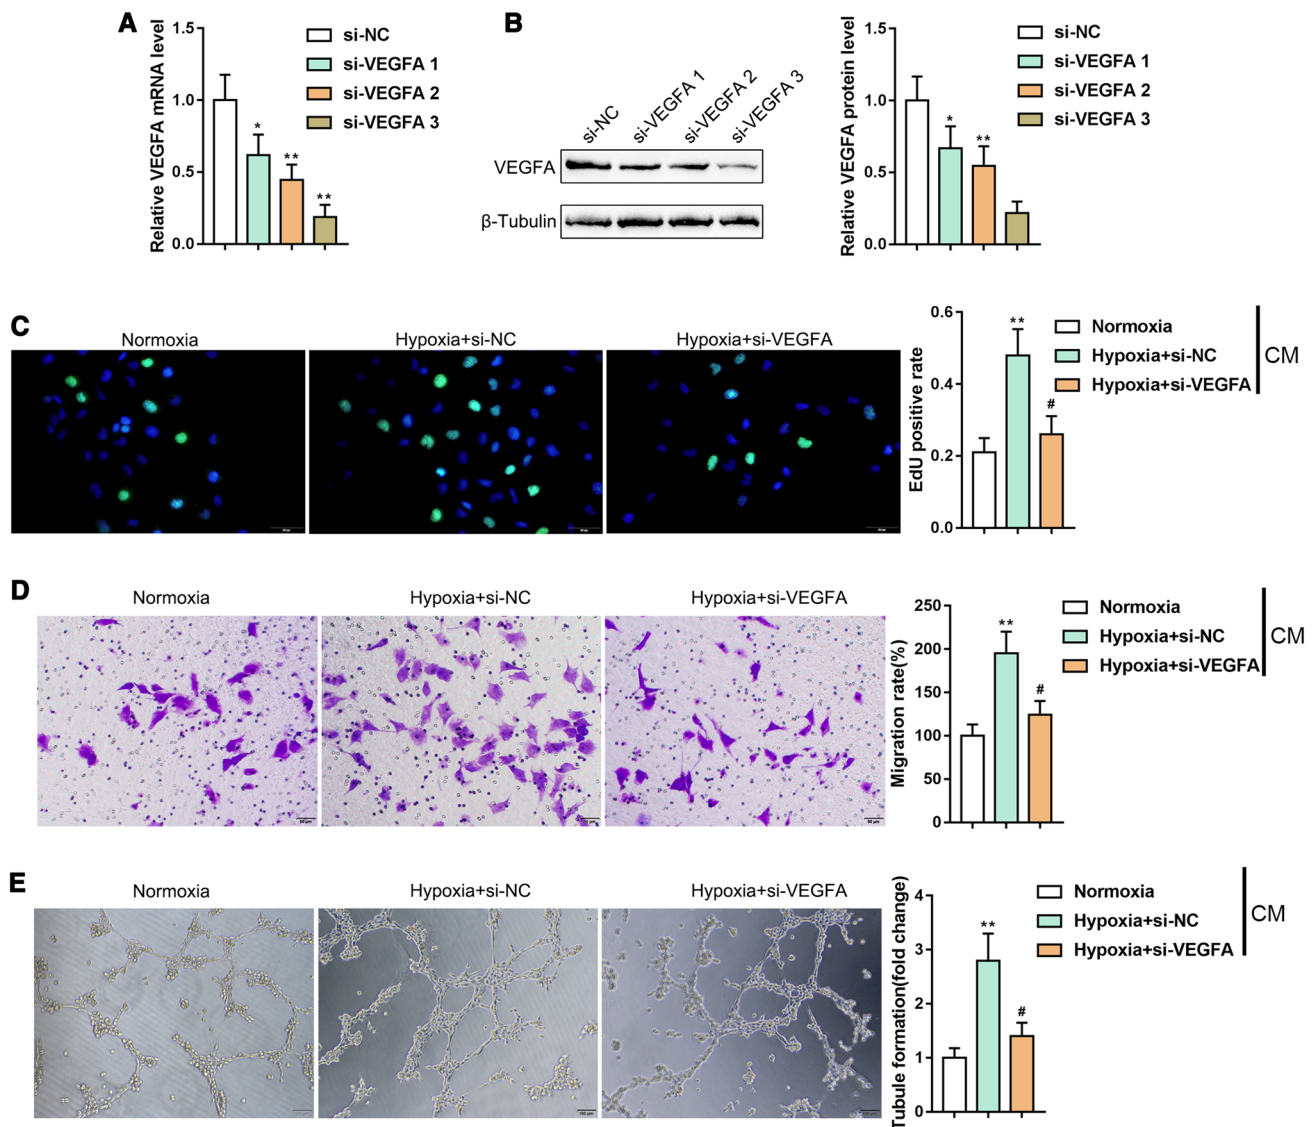 A
Relative VEGFA mRNA level
1.5
1.0
0.5
0.0
*
**
**
si-NC
si-VEGFA 1
si-VEGFA 2
si-VEGFA 3
B
si-NC
si-VEGFA 1
si-VEGFA 2
si-VEGFA 3
VEGFA
β-Tubulin
Relative VEGFA protein level
1.5
1.0
0.5
0.0
*
**
si-NC
si-VEGFA 1
si-VEGFA 2
si-VEGFA 3
C
Normoxia
Hypoxia+si-NC
Hypoxia+si-VEGFA
EdU positive rate
0.6
0.4
0.2
0.0
**
#
Normoxia
Hypoxia+si-NC
Hypoxia+si-VEGFA
CM
D
Normoxia
Hypoxia+si-NC
Hypoxia+si-VEGFA
50 μm
50 μm
Migration rate(%)
250
200
150
100
50
0
**
#
Normoxia
Hypoxia+si-NC
Hypoxia+si-VEGFA
CM
E
Normoxia
Hypoxia+si-NC
Hypoxia+si-VEGFA
100 μm
Tubule formation(fold change)
4
3
2
1
0
**
#
Normoxia
Hypoxia+si-NC
Hypoxia+si-VEGFA
CM